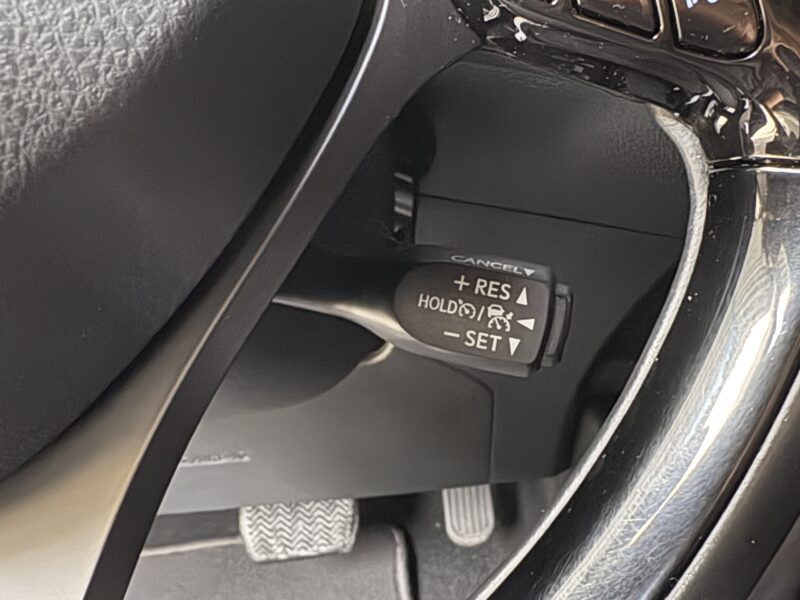 CANCEL▼
+ RES ▲
HOLD / ◀
− SET ▼